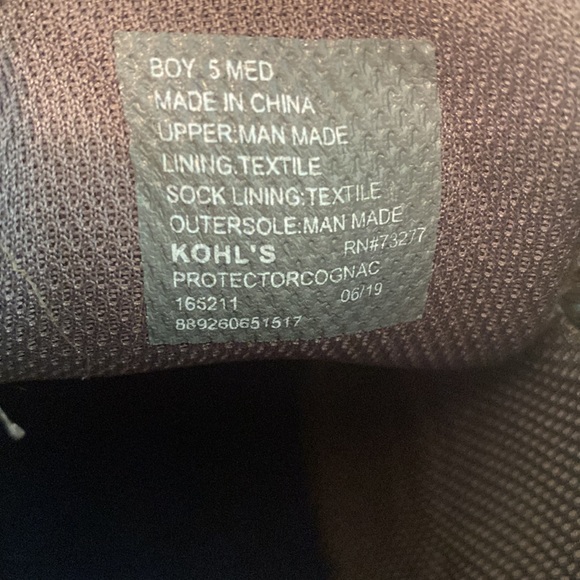 BOY 5 MED
MADE IN CHINA
UPPER:MAN MADE
LINING:TEXTILE
SOCK LINING:TEXTILE
OUTERSOLE:MAN MADE
KOHL'S RN#73277
PROTECTORCOGNAC
165211 06/19
889260651517